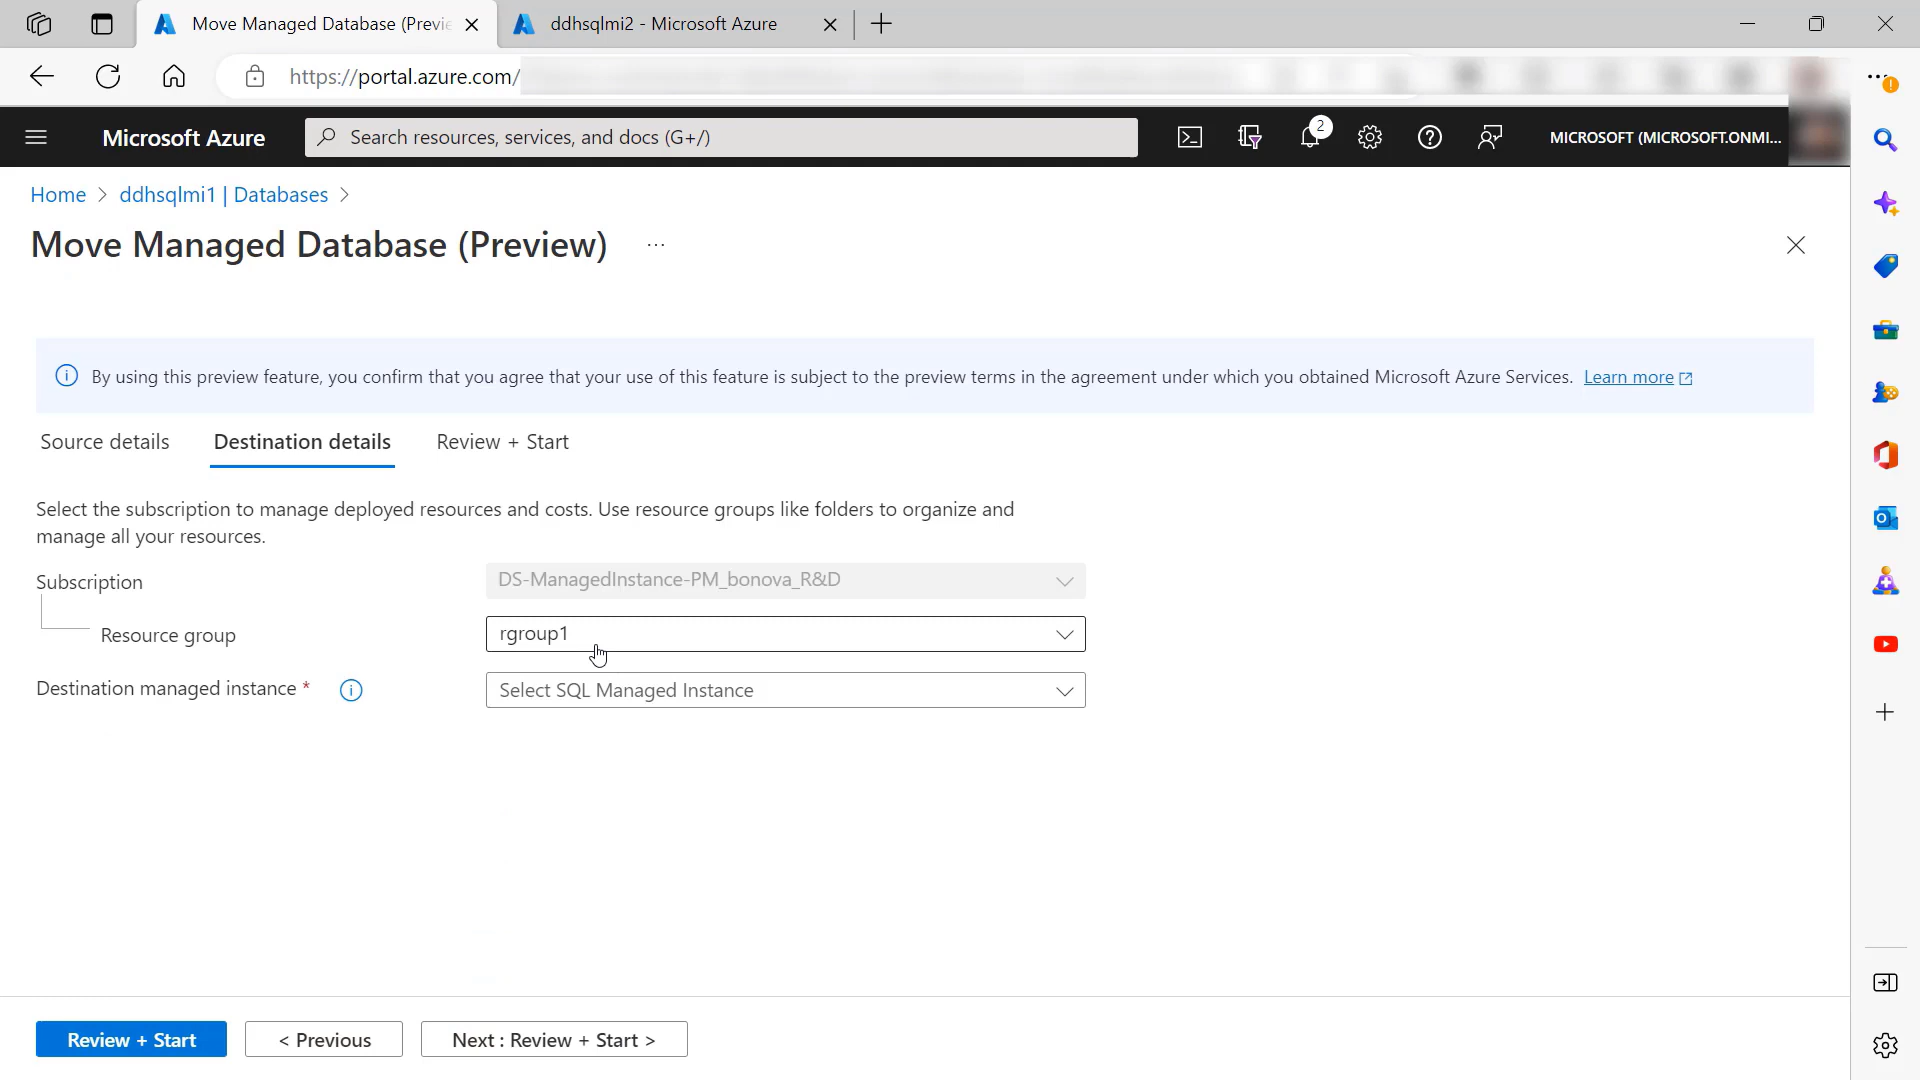 Move Managed Database (Previe
ddhsqlmi2 - Microsoft Azure
https://portal.azure.com/
Microsoft Azure
Search resources, services, and docs (G+/)
2
MICROSOFT (MICROSOFT.ONMI...
Home > ddhsqlmi1 | Databases >
Move Managed Database (Preview) ...
By using this preview feature, you confirm that you agree that your use of this feature is subject to the preview terms in the agreement under which you obtained Microsoft Azure Services. Learn more
Source details
Destination details
Review + Start
Select the subscription to manage deployed resources and costs. Use resource groups like folders to organize and
manage all your resources.
Subscription
DS-ManagedInstance-PM_bonova_R&D
Resource group
rgroup1
Destination managed instance *
Select SQL Managed Instance
Review + Start
< Previous
Next : Review + Start >